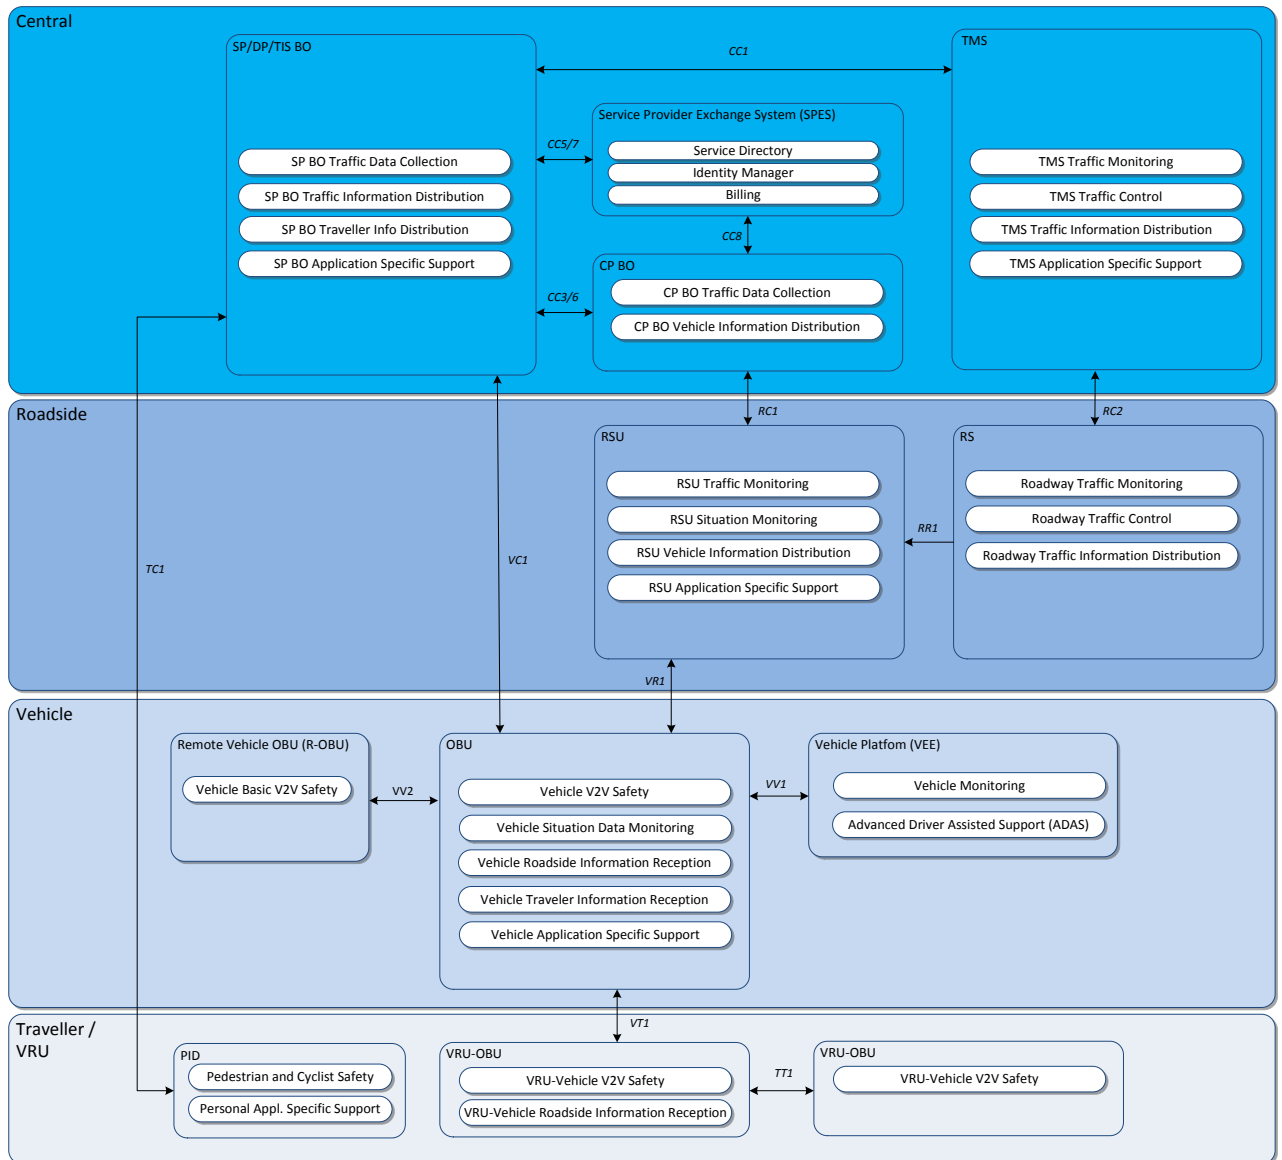 Central
SP/DP/TIS BO
SP BO Traffic Data Collection
SP BO Traffic Information Distribution
SP BO Traveller Info Distribution
SP BO Application Specific Support
CC1
CC5/7
Service Provider Exchange System (SPES)
Service Directory
Identity Manager
Billing
CC8
CC3/6
CP BO
CP BO Traffic Data Collection
CP BO Vehicle Information Distribution
TMS
TMS Traffic Monitoring
TMS Traffic Control
TMS Traffic Information Distribution
TMS Application Specific Support
Roadside
RC1
RC2
RSU
RSU Traffic Monitoring
RSU Situation Monitoring
RSU Vehicle Information Distribution
RSU Application Specific Support
RR1
RS
Roadway Traffic Monitoring
Roadway Traffic Control
Roadway Traffic Information Distribution
TC1
VC1
VR1
Vehicle
Remote Vehicle OBU (R-OBU)
Vehicle Basic V2V Safety
VV2
OBU
Vehicle V2V Safety
Vehicle Situation Data Monitoring
Vehicle Roadside Information Reception
Vehicle Traveler Information Reception
Vehicle Application Specific Support
VV1
Vehicle Platfom (VEE)
Vehicle Monitoring
Advanced Driver Assisted Support (ADAS)
VT1
Traveller /
VRU
PID
Pedestrian and Cyclist Safety
Personal Appl. Specific Support
VRU-OBU
VRU-Vehicle V2V Safety
VRU-Vehicle Roadside Information Reception
TT1
VRU-OBU
VRU-Vehicle V2V Safety